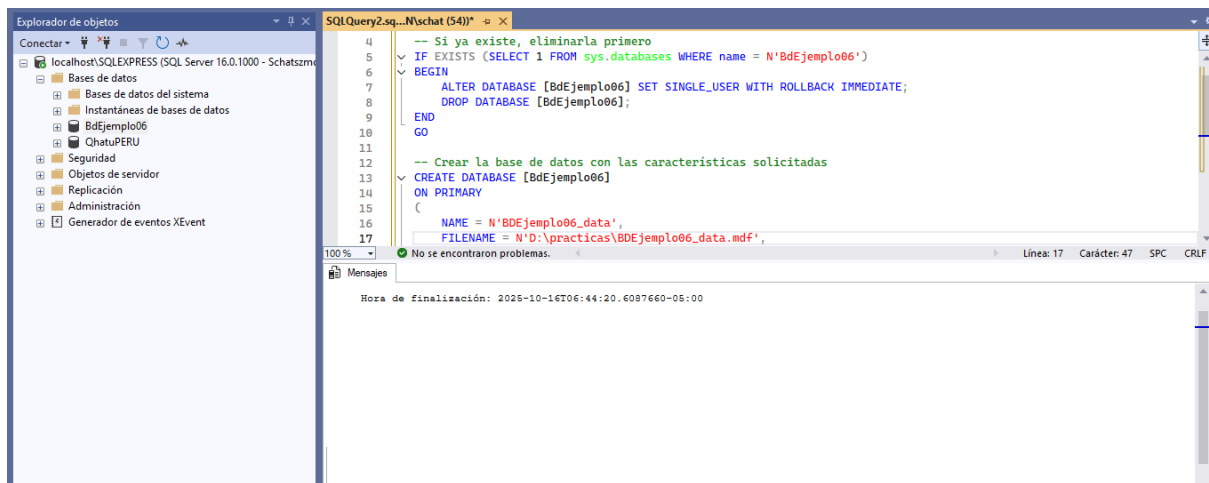 Explorador de objetos
Conectar
localhost\SQLEXPRESS (SQL Server 16.0.1000 - Schatszmo
Bases de datos
Bases de datos del sistema
Instantáneas de bases de datos
BdEjemplo06
QhatuPERU
Seguridad
Objetos de servidor
Replicación
Administración
Generador de eventos XEvent
SQLQuery2.sq...N\schat (54))*
4 -- Si ya existe, eliminarla primero
5 IF EXISTS (SELECT 1 FROM sys.databases WHERE name = N'BdEjemplo06')
6 BEGIN
7 ALTER DATABASE [BdEjemplo06] SET SINGLE_USER WITH ROLLBACK IMMEDIATE;
8 DROP DATABASE [BdEjemplo06];
9 END
10 GO
11
12 -- Crear la base de datos con las características solicitadas
13 CREATE DATABASE [BdEjemplo06]
14 ON PRIMARY
15 (
16 NAME = N'BDEjemplo06_data',
17 FILENAME = N'D:\practicas\BDEjemplo06_data.mdf',
100 % No se encontraron problemas. Línea: 17 Carácter: 47 SPC CRLF
Mensajes
Hora de finalización: 2025-10-16T06:44:20.6087660-05:00